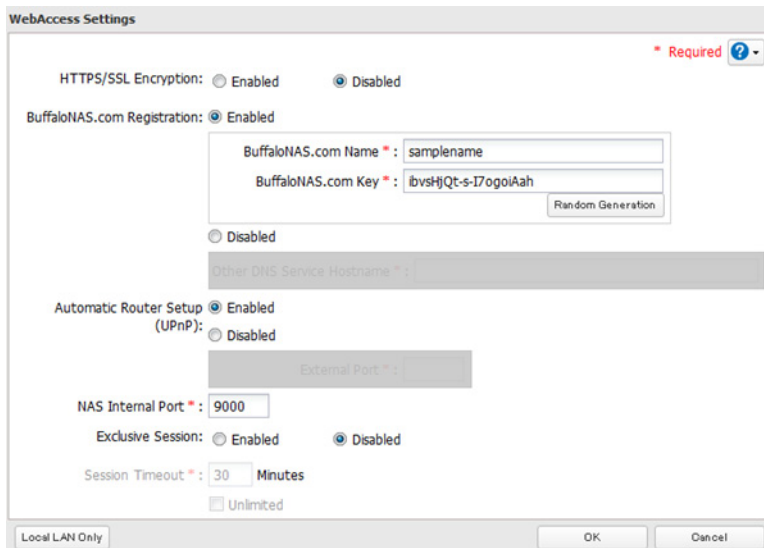 WebAccess Settings
* Required
HTTPS/SSL Encryption: Enabled Disabled
BuffaloNAS.com Registration: Enabled
BuffaloNAS.com Name * : samplename
BuffaloNAS.com Key * : ibvsHjQt-s-I7ogoiAah
Random Generation
Disabled
Other DNS Service Hostname * :
Automatic Router Setup Enabled
(UPnP):
Disabled
External Port * :
NAS Internal Port * : 9000
Exclusive Session: Enabled Disabled
Session Timeout * : 30 Minutes
Unlimited
Local LAN Only OK Cancel